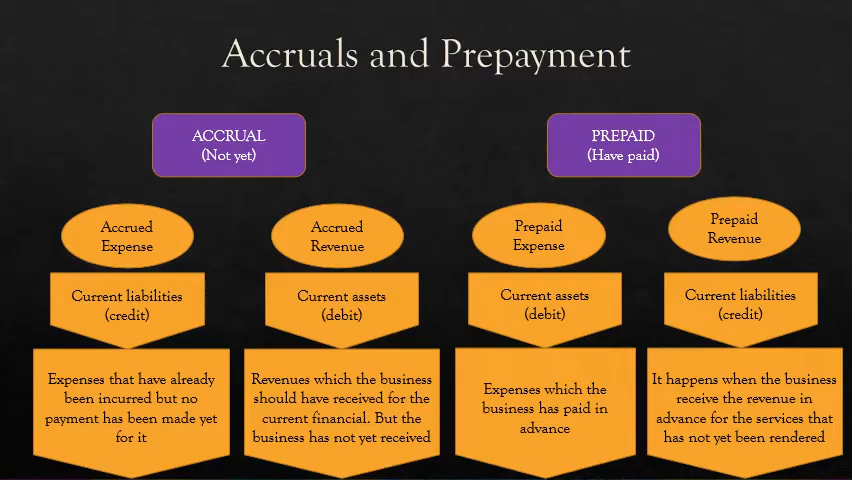 Accruals and Prepayment
ACCRUAL
(Not yet)
PREPAID
(Have paid)
Accrued
Expense
Accrued
Revenue
Prepaid
Expense
Prepaid
Revenue
Current liabilities
(credit)
Current assets
(debit)
Current assets
(debit)
Current liabilities
(credit)
Expenses that have already
been incurred but no
payment has been made yet
for it
Revenues which the business
should have received for the
current financial. But the
business has not yet received
Expenses which the
business has paid in
advance
It happens when the business
receive the revenue in
advance for the services that
has not yet been rendered